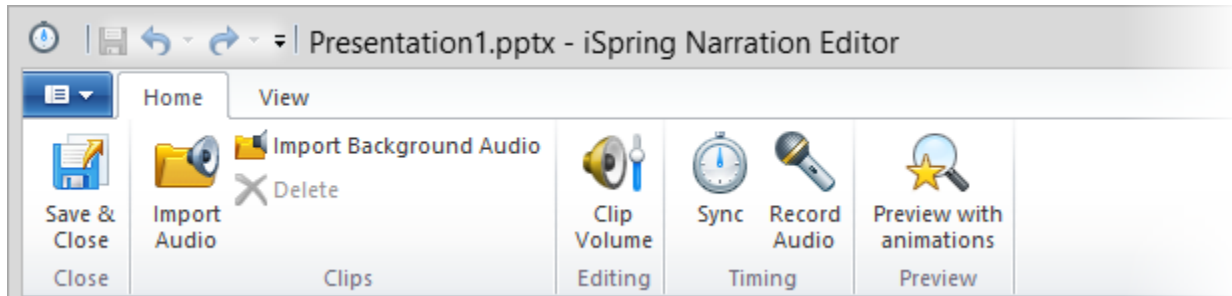 Presentation1.pptx - iSpring Narration Editor
Home View
Import Background Audio
Delete
Save & Close
Import Audio
Clip Volume
Sync
Record Audio
Preview with animations
Close Clips Editing Timing Preview